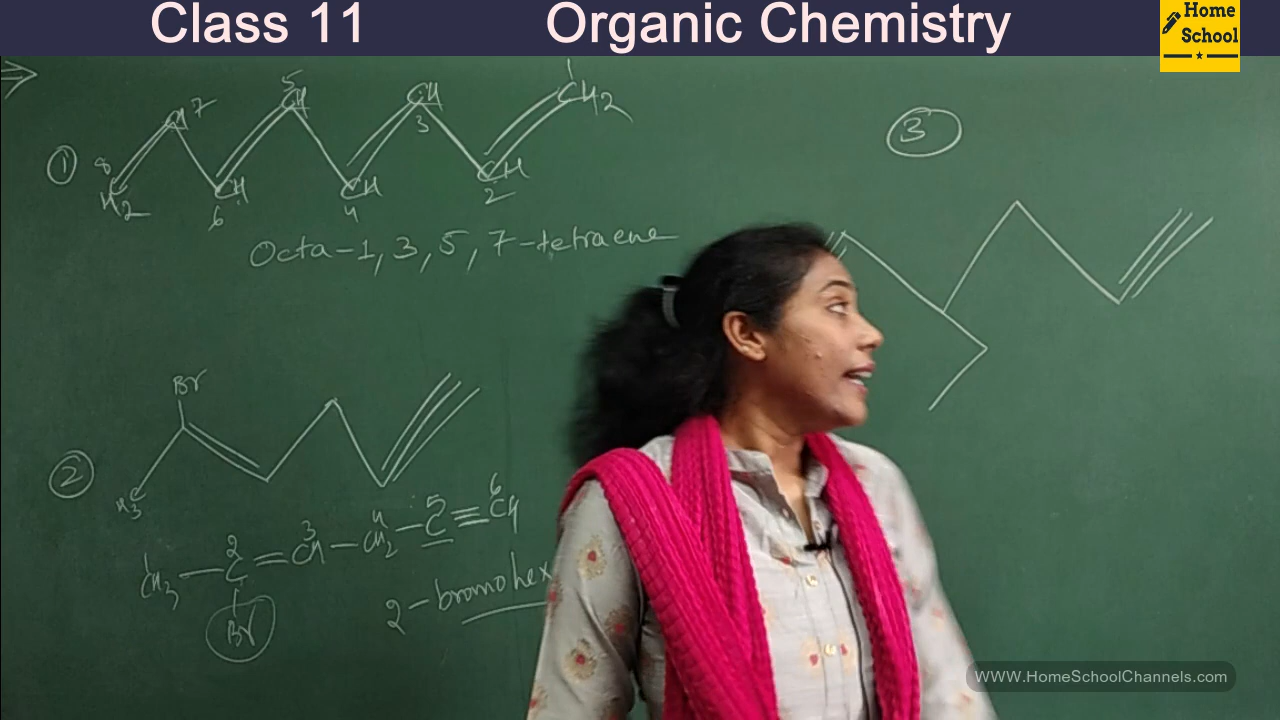 Class 11 Organic Chemistry
Home
School
⇒
① 8 CH2 7 CH 6 CH 5 CH 4 CH 3 CH 2 CH 1 CH2
Octa-1,3,5,7-tetraene
② Br
H3C
1 CH3 — 2 C = 3 CH — 4 CH2 — 5 C ≡ 6 CH
Br
2-bromohex
③
WWW.HomeSchoolChannels.com